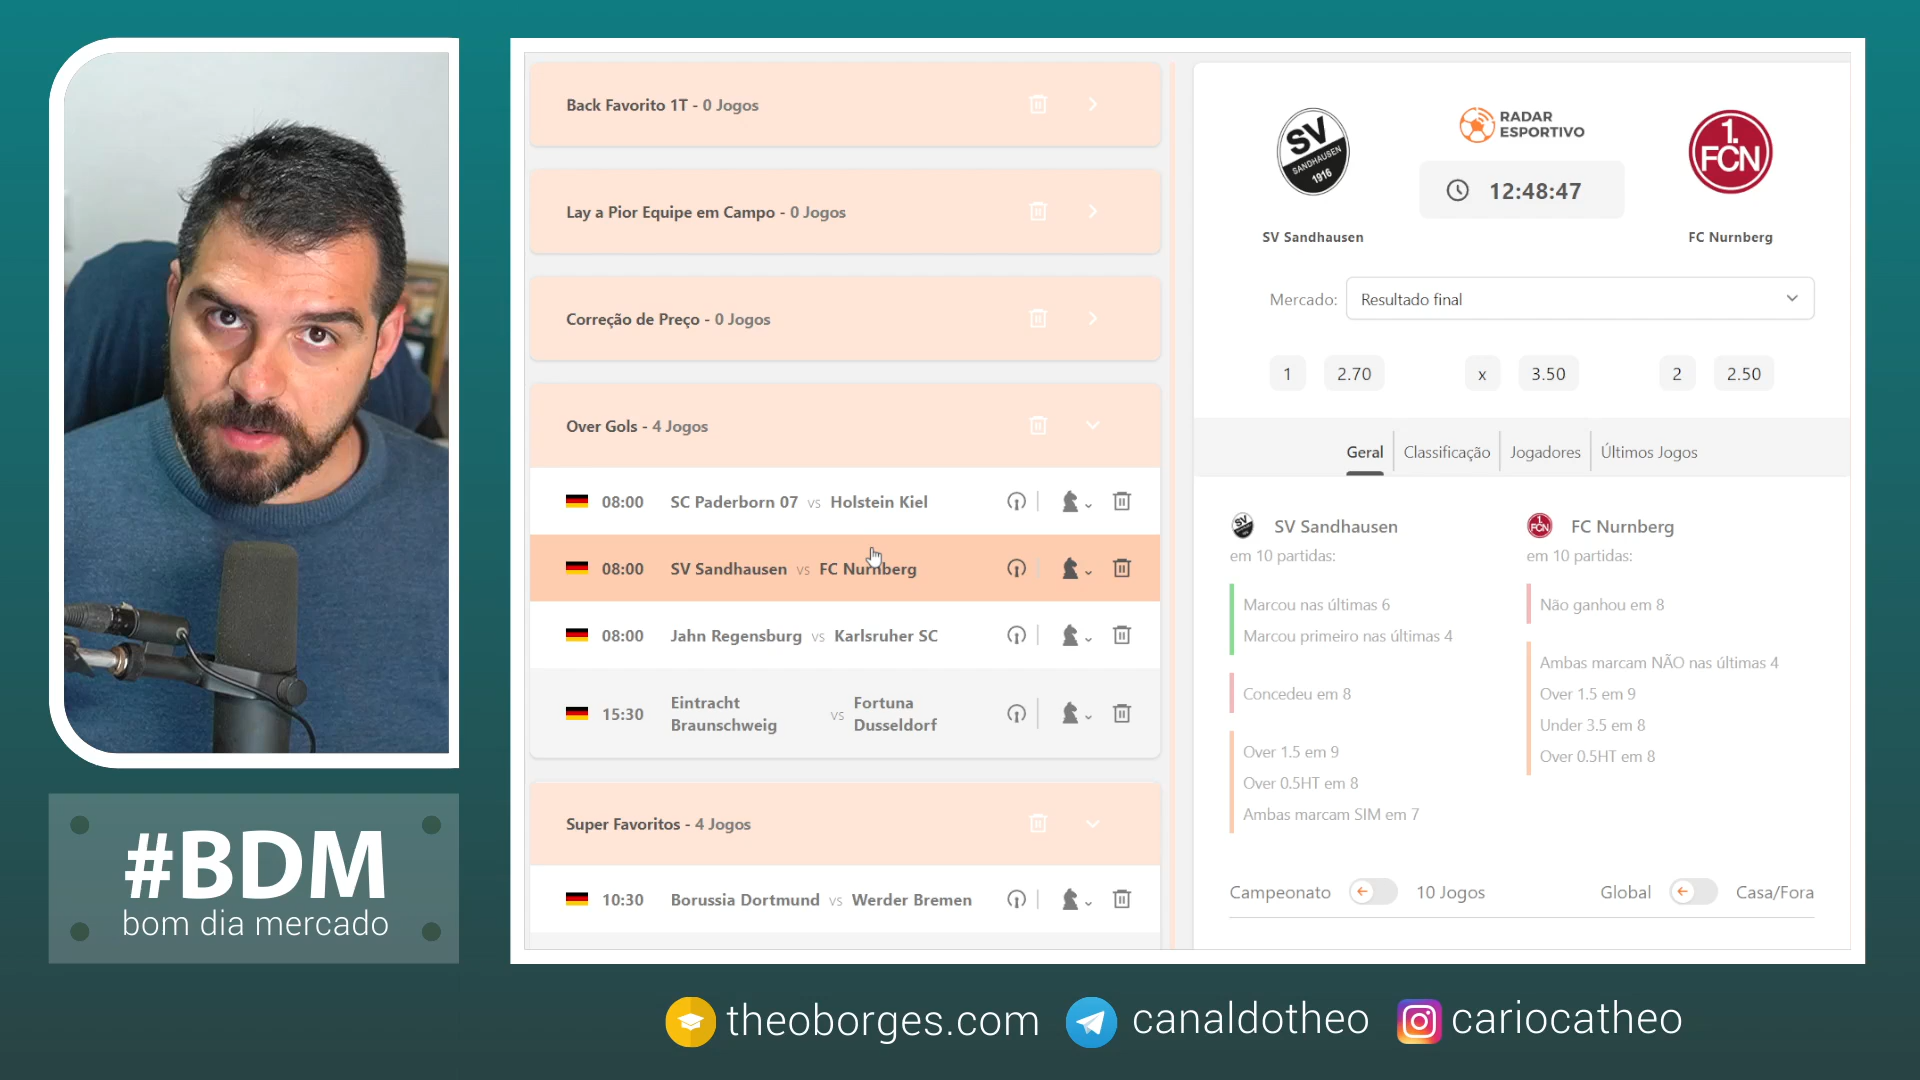 Back Favorito 1T - 0 Jogos
Lay a Pior Equipe em Campo - 0 Jogos
Correção de Preço - 0 Jogos
Over Gols - 4 Jogos
08:00 SC Paderborn 07 vs Holstein Kiel
08:00 SV Sandhausen vs FC Nurnberg
08:00 Jahn Regensburg vs Karlsruher SC
15:30 Eintracht Braunschweig vs Fortuna Dusseldorf
Super Favoritos - 4 Jogos
10:30 Borussia Dortmund vs Werder Bremen
SV
SANDHAUSEN
1916
RADAR
ESPORTIVO
1.
FCN
12:48:47
SV Sandhausen
FC Nurnberg
Mercado: Resultado final
1 2.70 x 3.50 2 2.50
Geral Classificação Jogadores Últimos Jogos
SV Sandhausen
em 10 partidas:
Marcou nas últimas 6
Marcou primeiro nas últimas 4
Concedeu em 8
Over 1.5 em 9
Over 0.5HT em 8
Ambas marcam SIM em 7
FC Nurnberg
em 10 partidas:
Não ganhou em 8
Ambas marcam NÃO nas últimas 4
Over 1.5 em 9
Under 3.5 em 8
Over 0.5HT em 8
Campeonato 10 Jogos Global Casa/Fora
#BDM
bom dia mercado
theoborges.com canaldotheo cariocatheo